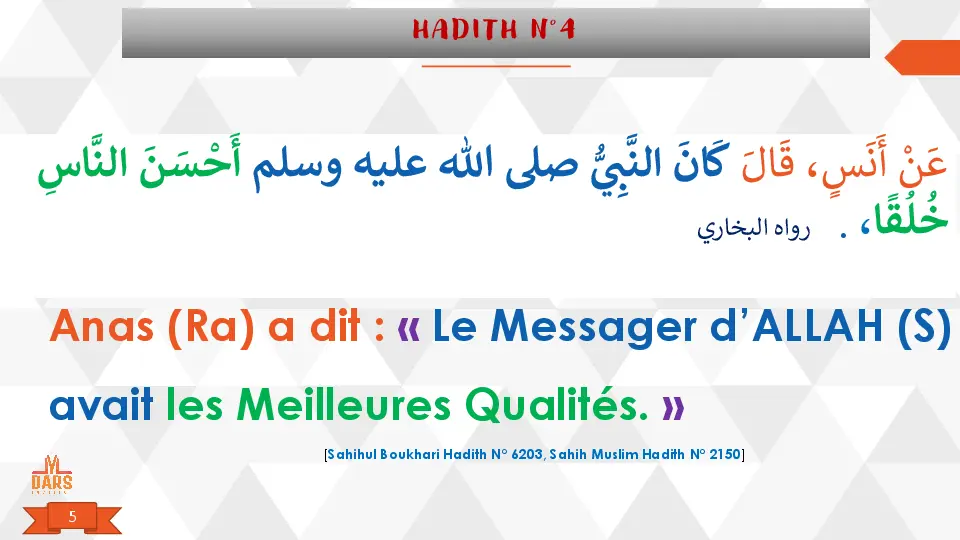 HADITH N°4
عَنْ أَنَسٍ، قَالَ كَانَ النَّبِيُّ صلى الله عليه وسلم أَحْسَنَ النَّاسِ
خُلُقًا، . رواه البخاري
Anas (Ra) a dit : « Le Messager d’ALLAH (S)
avait les Meilleures Qualités. »
[Sahihul Boukhari Hadith N° 6203, Sahih Muslim Hadith N° 2150]
M
DARS
5